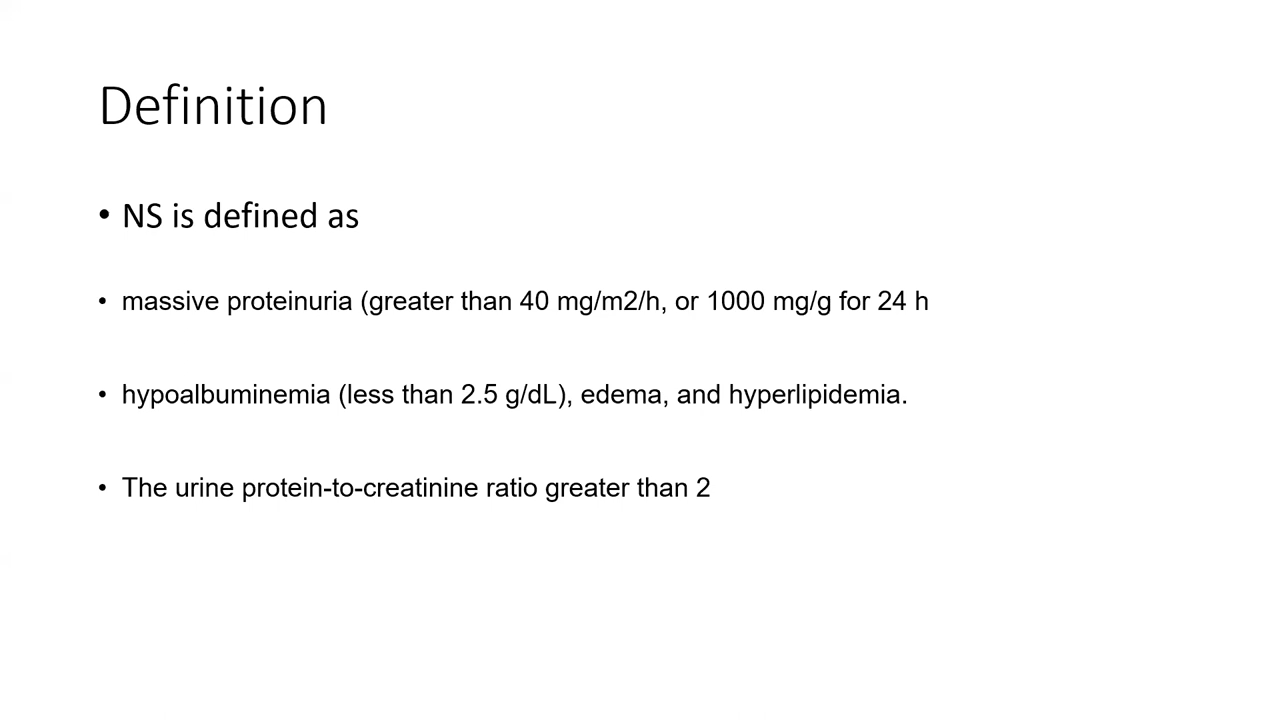 Definition
• NS is defined as
• massive proteinuria (greater than 40 mg/m2/h, or 1000 mg/g for 24 h
• hypoalbuminemia (less than 2.5 g/dL), edema, and hyperlipidemia.
• The urine protein-to-creatinine ratio greater than 2